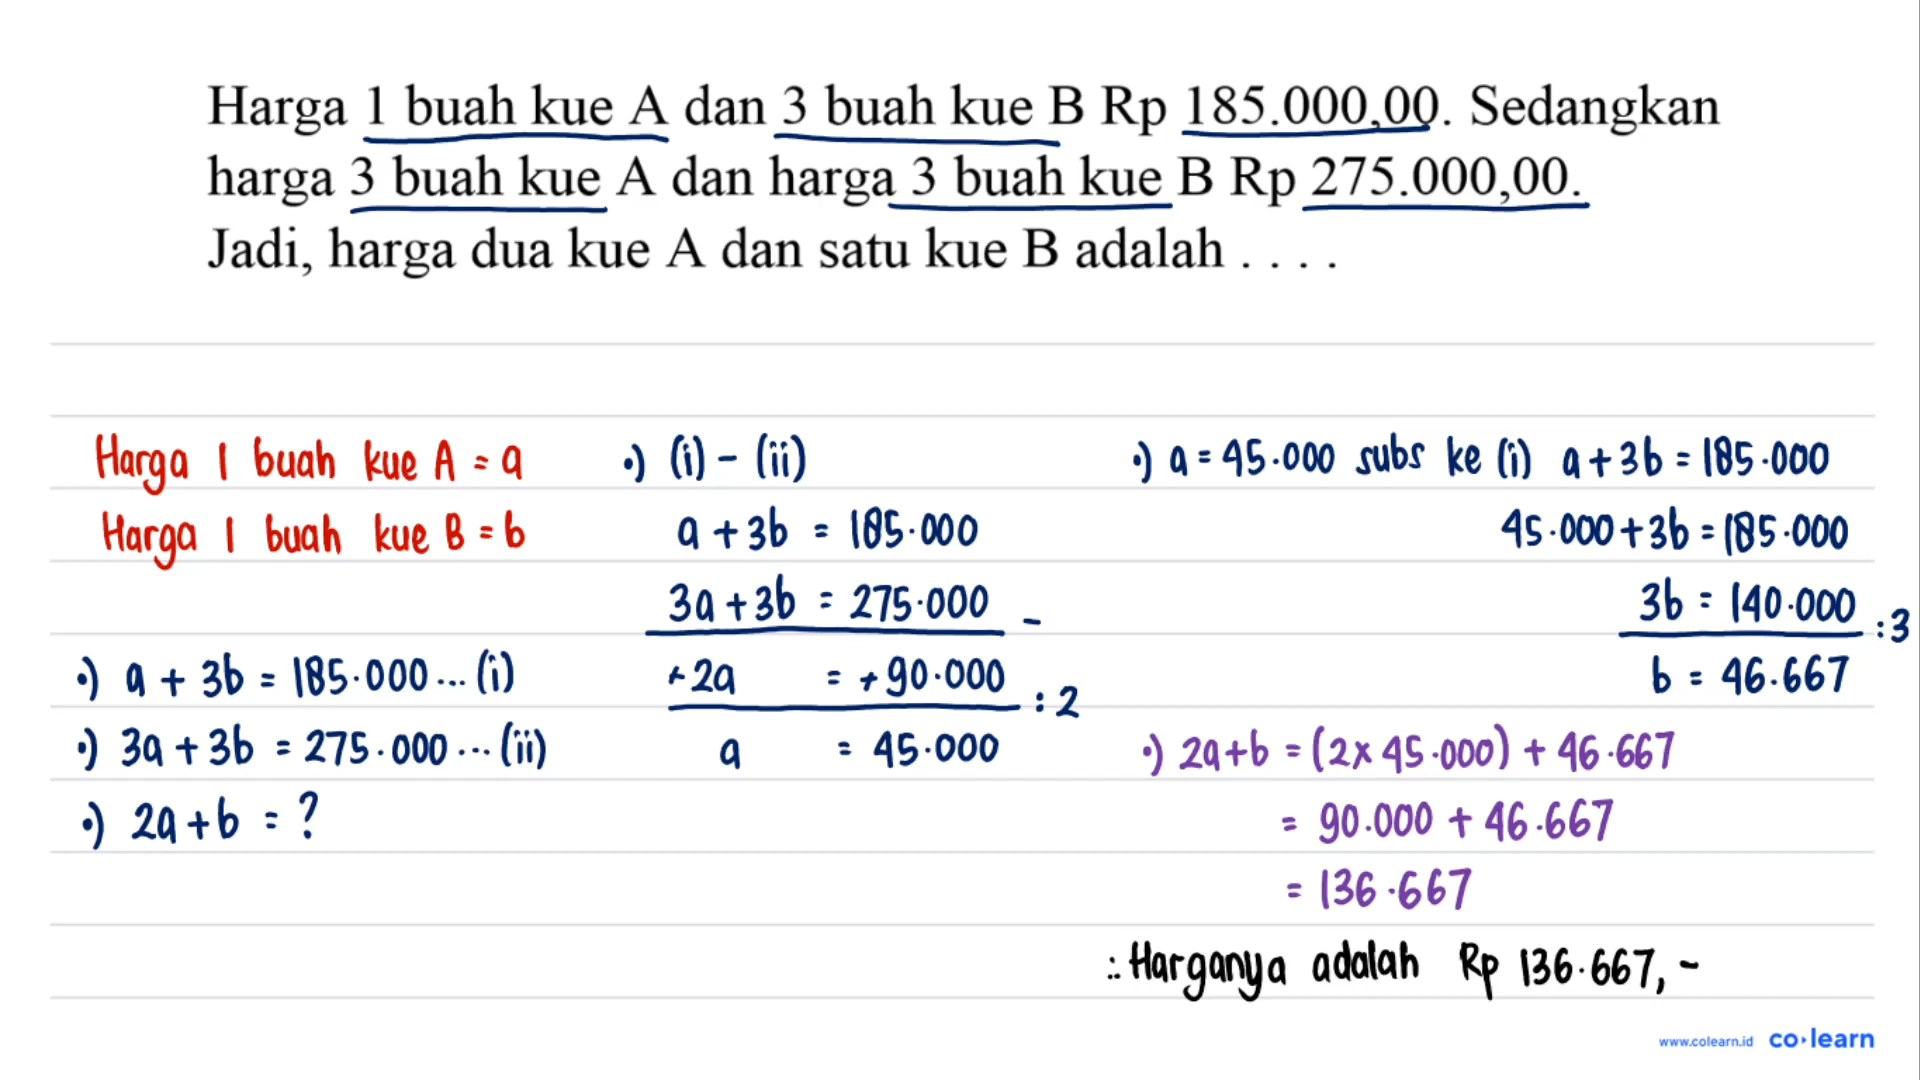 Harga 1 buah kue A dan 3 buah kue B Rp 185.000,00. Sedangkan
harga 3 buah kue A dan harga 3 buah kue B Rp 275.000,00.
Jadi, harga dua kue A dan satu kue B adalah . . . .
Harga 1 buah kue A = a
Harga 1 buah kue B = b
•) a + 3b = 185.000 ... (i)
•) 3a + 3b = 275.000 ... (ii)
•) 2a + b = ?
•) (i) - (ii)
a + 3b = 185.000
3a + 3b = 275.000 -
+2a = +90.000 :2
a = 45.000
•) a = 45.000 subs ke (i) a + 3b = 185.000
45.000 + 3b = 185.000
3b = 140.000 :3
b = 46.667
•) 2a+b = (2x 45.000) + 46.667
= 90.000 + 46.667
= 136.667
∴ Harganya adalah Rp 136.667,-
www.colearn.id co·learn